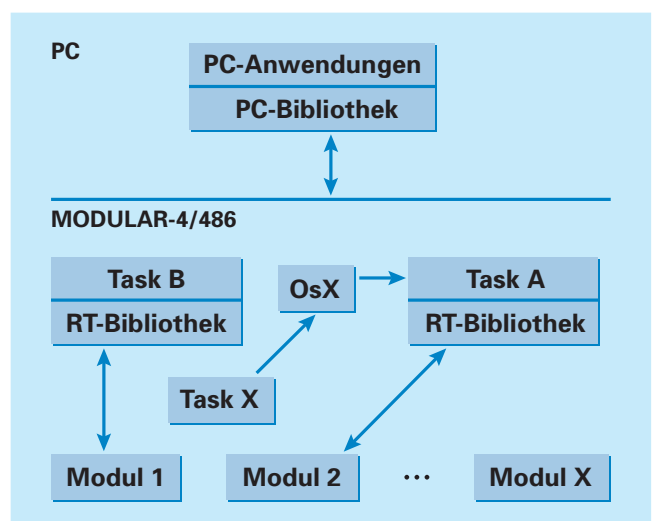 PC
PC-Anwendungen
PC-Bibliothek
MODULAR-4/486
Task B
RT-Bibliothek
OsX
Task A
RT-Bibliothek
Task X
Modul 1
Modul 2
...
Modul X